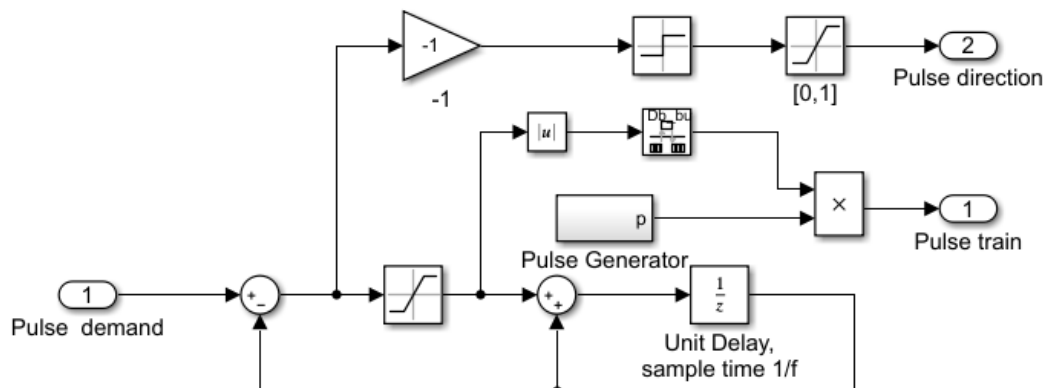 -1
-1
2
Pulse direction
[0,1]
|u|
Db_bu
×
p
Pulse Generator
1
Pulse train
1
Pulse demand
+
−
+
+
1
z
Unit Delay,
sample time 1/f